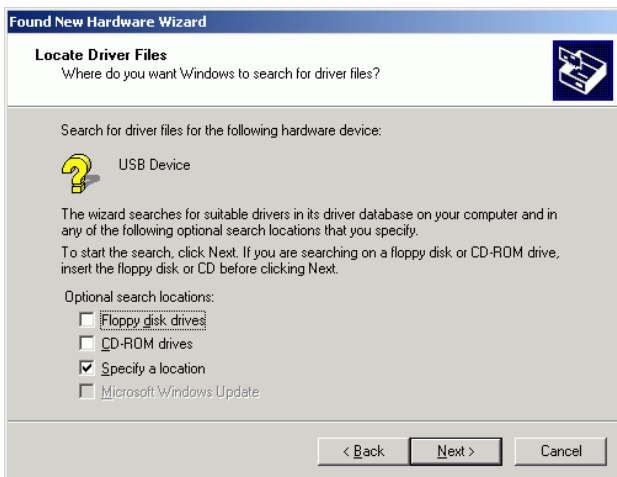 Found New Hardware Wizard
Locate Driver Files
Where do you want Windows to search for driver files?
Search for driver files for the following hardware device:
USB Device
The wizard searches for suitable drivers in its driver database on your computer and in
any of the following optional search locations that you specify.
To start the search, click Next. If you are searching on a floppy disk or CD-ROM drive,
insert the floppy disk or CD before clicking Next.
Optional search locations:
Floppy disk drives
CD-ROM drives
Specify a location
Microsoft Windows Update
< Back Next > Cancel